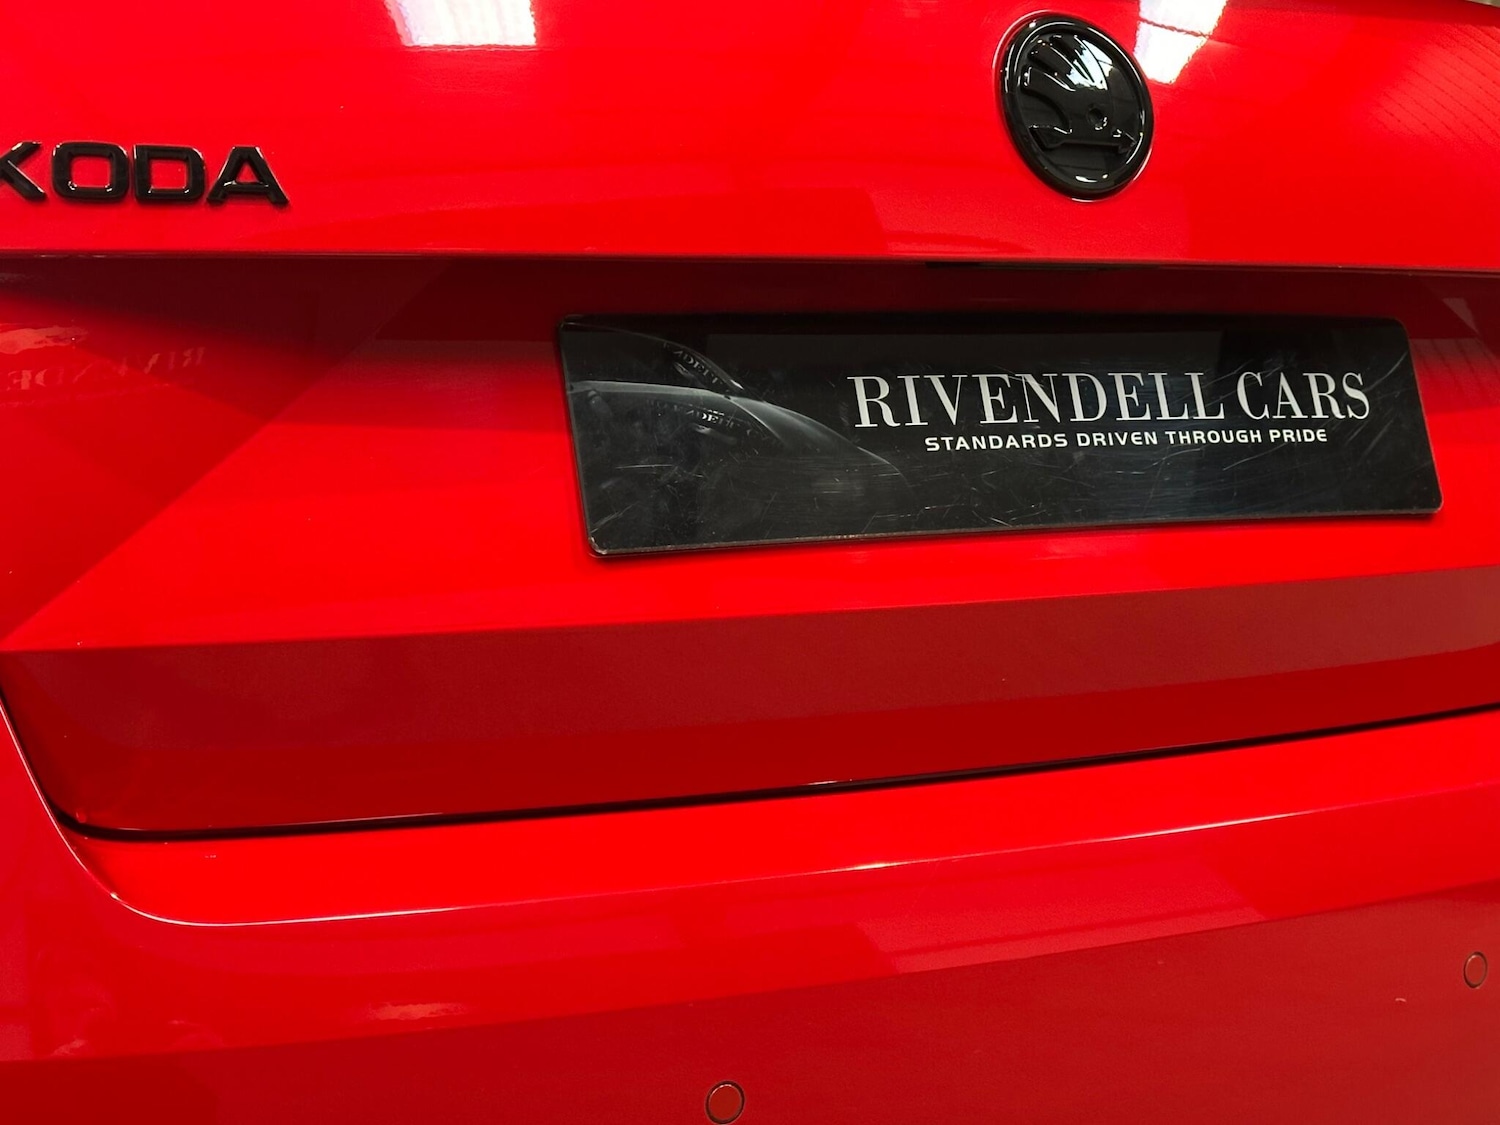 KODA
RIVENDELL CARS
STANDARDS DRIVEN THROUGH PRIDE